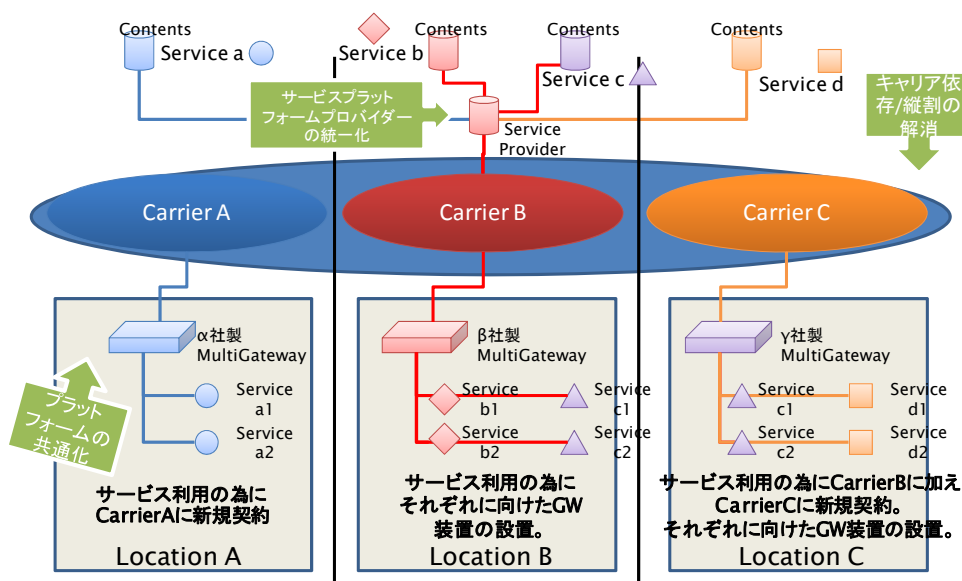 Contents
Service a
Service b
Contents
Contents
Service c
Contents
Service d
サービスプラット
フォームプロバイダー
の統一化
Service
Provider
キャリア依
存/縦割の
解消
Carrier A
Carrier B
Carrier C
α社製
MultiGateway
Service
a1
Service
a2
プラット
フォームの
共通化
サービス利用の為に
CarrierAに新規契約
Location A
β社製
MultiGateway
Service
b1
Service
c1
Service
b2
Service
c2
サービス利用の為に
それぞれに向けたGW
装置の設置。
Location B
γ社製
MultiGateway
Service
c1
Service
d1
Service
c2
Service
d2
サービス利用の為にCarrierBに加え
CarrierCに新規契約。
それぞれに向けたGW装置の設置。
Location C